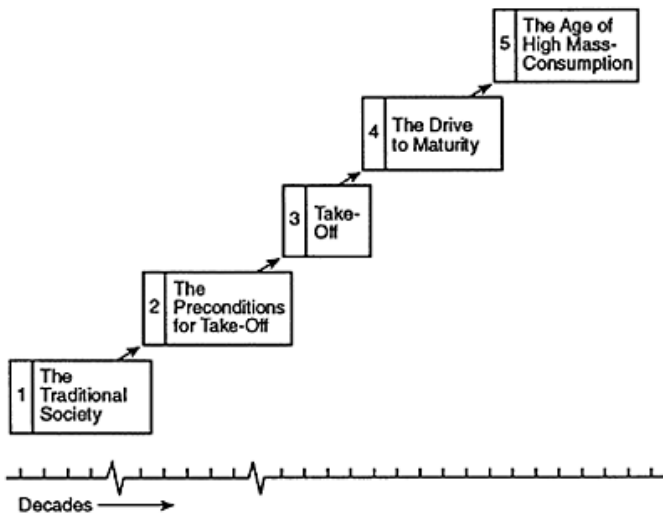 5
The Age of
High Mass-
Consumption
4
The Drive
to Maturity
3
Take-
Off
2
The
Preconditions
for Take-Off
1
The
Traditional
Society
Decades